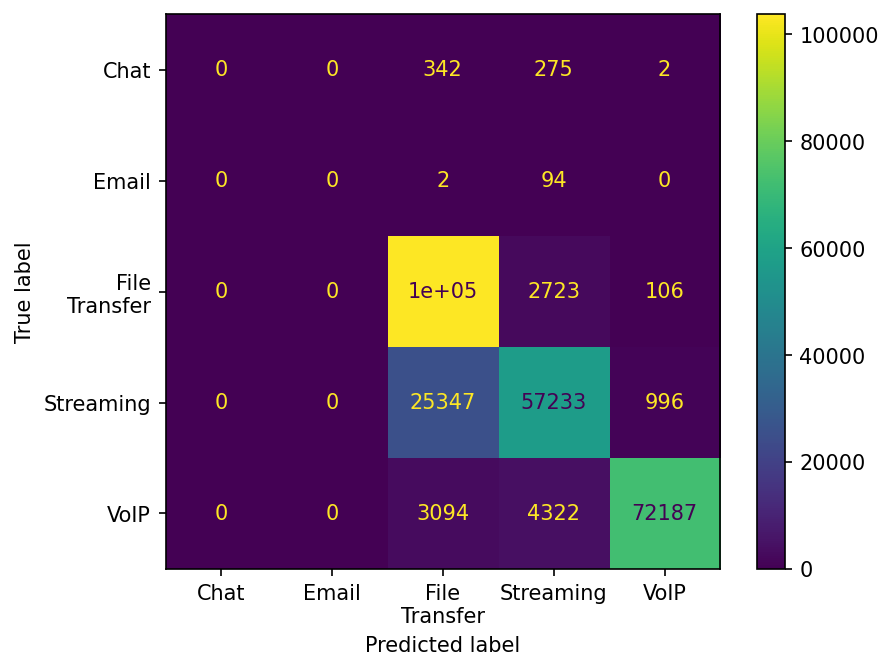 Chat 0 0 342 275 2
Email 0 0 2 94 0
File
Transfer 0 0 1e+05 2723 106
Streaming 0 0 25347 57233 996
VoIP 0 0 3094 4322 72187
Chat Email File
Transfer Streaming VoIP
Predicted label
True label
100000
80000
60000
40000
20000
0